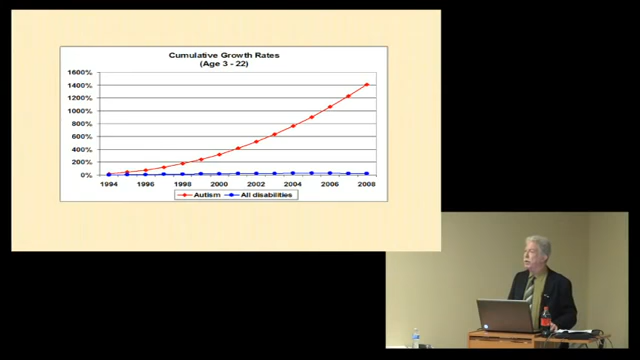 Cumulative Growth Rates
(Age 3 - 22)
1600%
1400%
1200%
1000%
800%
600%
400%
200%
0%
1994 1996 1998 2000 2002 2004 2006 2008
Autism All disabilities